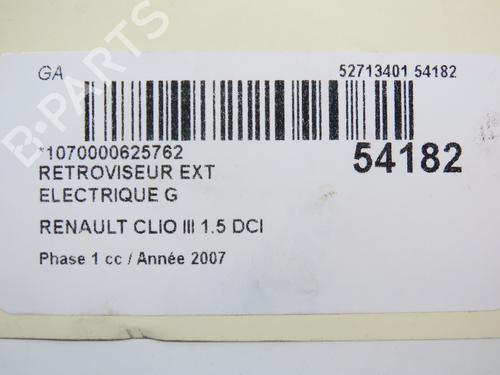 B-PARTS
GA
52713401 54182
*1070000625762
54182
RETROVISEUR EXT
ELECTRIQUE G
RENAULT CLIO III 1.5 DCI
Phase 1 cc / Année 2007